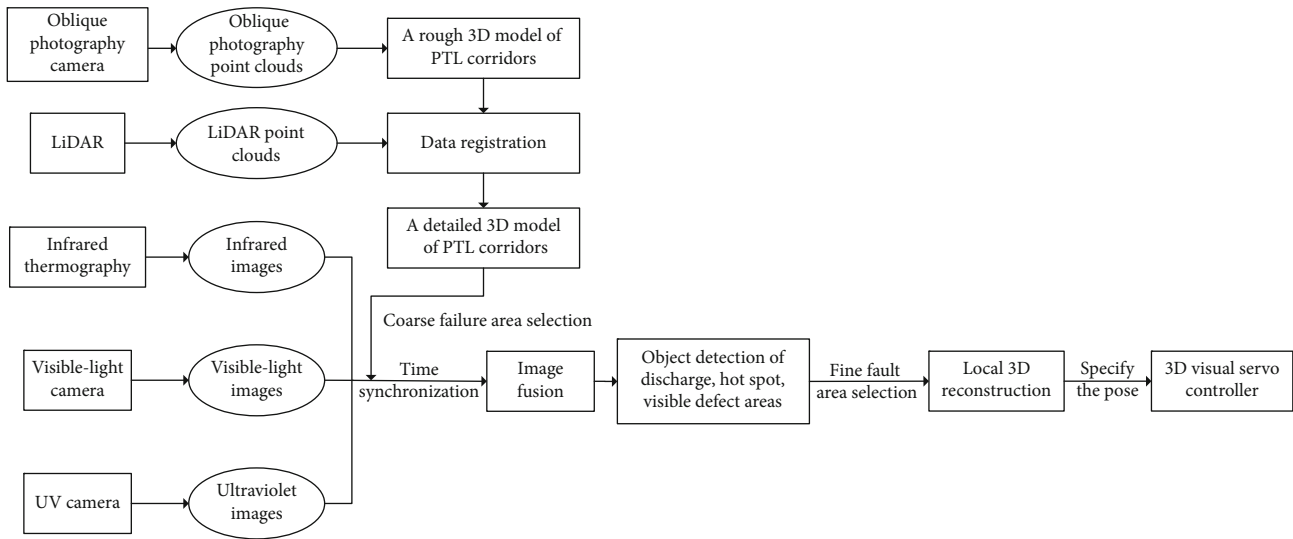 Oblique
photography
camera
Oblique
photography
point clouds
A rough 3D model of
PTL corridors
LiDAR
LiDAR point
clouds
Data registration
A detailed 3D model
of PTL corridors
Infrared
thermography
Infrared
images
Coarse failure area selection
Visible-light
camera
Visible-light
images
Time
synchronization
Image
fusion
Object detection of
discharge, hot spot,
visible defect areas
Fine fault
area selection
Local 3D
reconstruction
Specify
the pose
3D visual servo
controller
UV camera
Ultraviolet
images